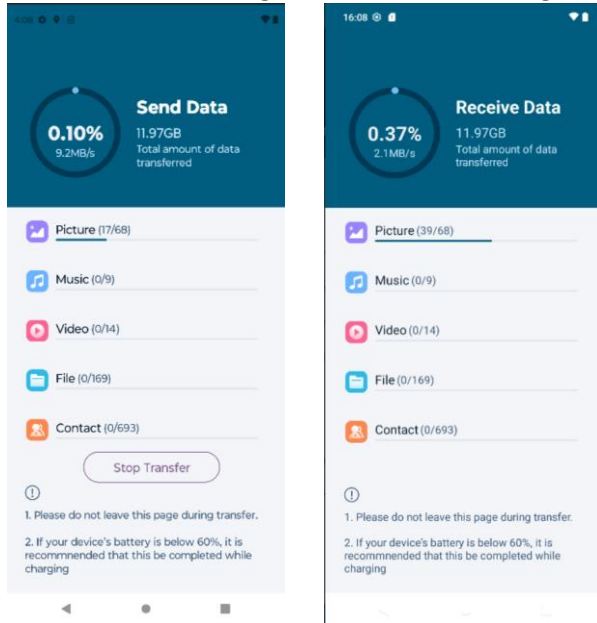 4:08
Send Data
0.10%
9.2MB/s
11.97GB
Total amount of data
transferred
Picture (17/68)
Music (0/9)
Video (0/14)
File (0/169)
Contact (0/693)
Stop Transfer
1. Please do not leave this page during transfer.
2. If your device's battery is below 60%, it is
recommnended that this be completed while
charging
16:08
Receive Data
0.37%
2.1MB/s
11.97GB
Total amount of data
transferred
Picture (39/68)
Music (0/9)
Video (0/14)
File (0/169)
Contact (0/693)
1. Please do not leave this page during transfer.
2. If your device's battery is below 60%, it is
recommnended that this be completed while
charging